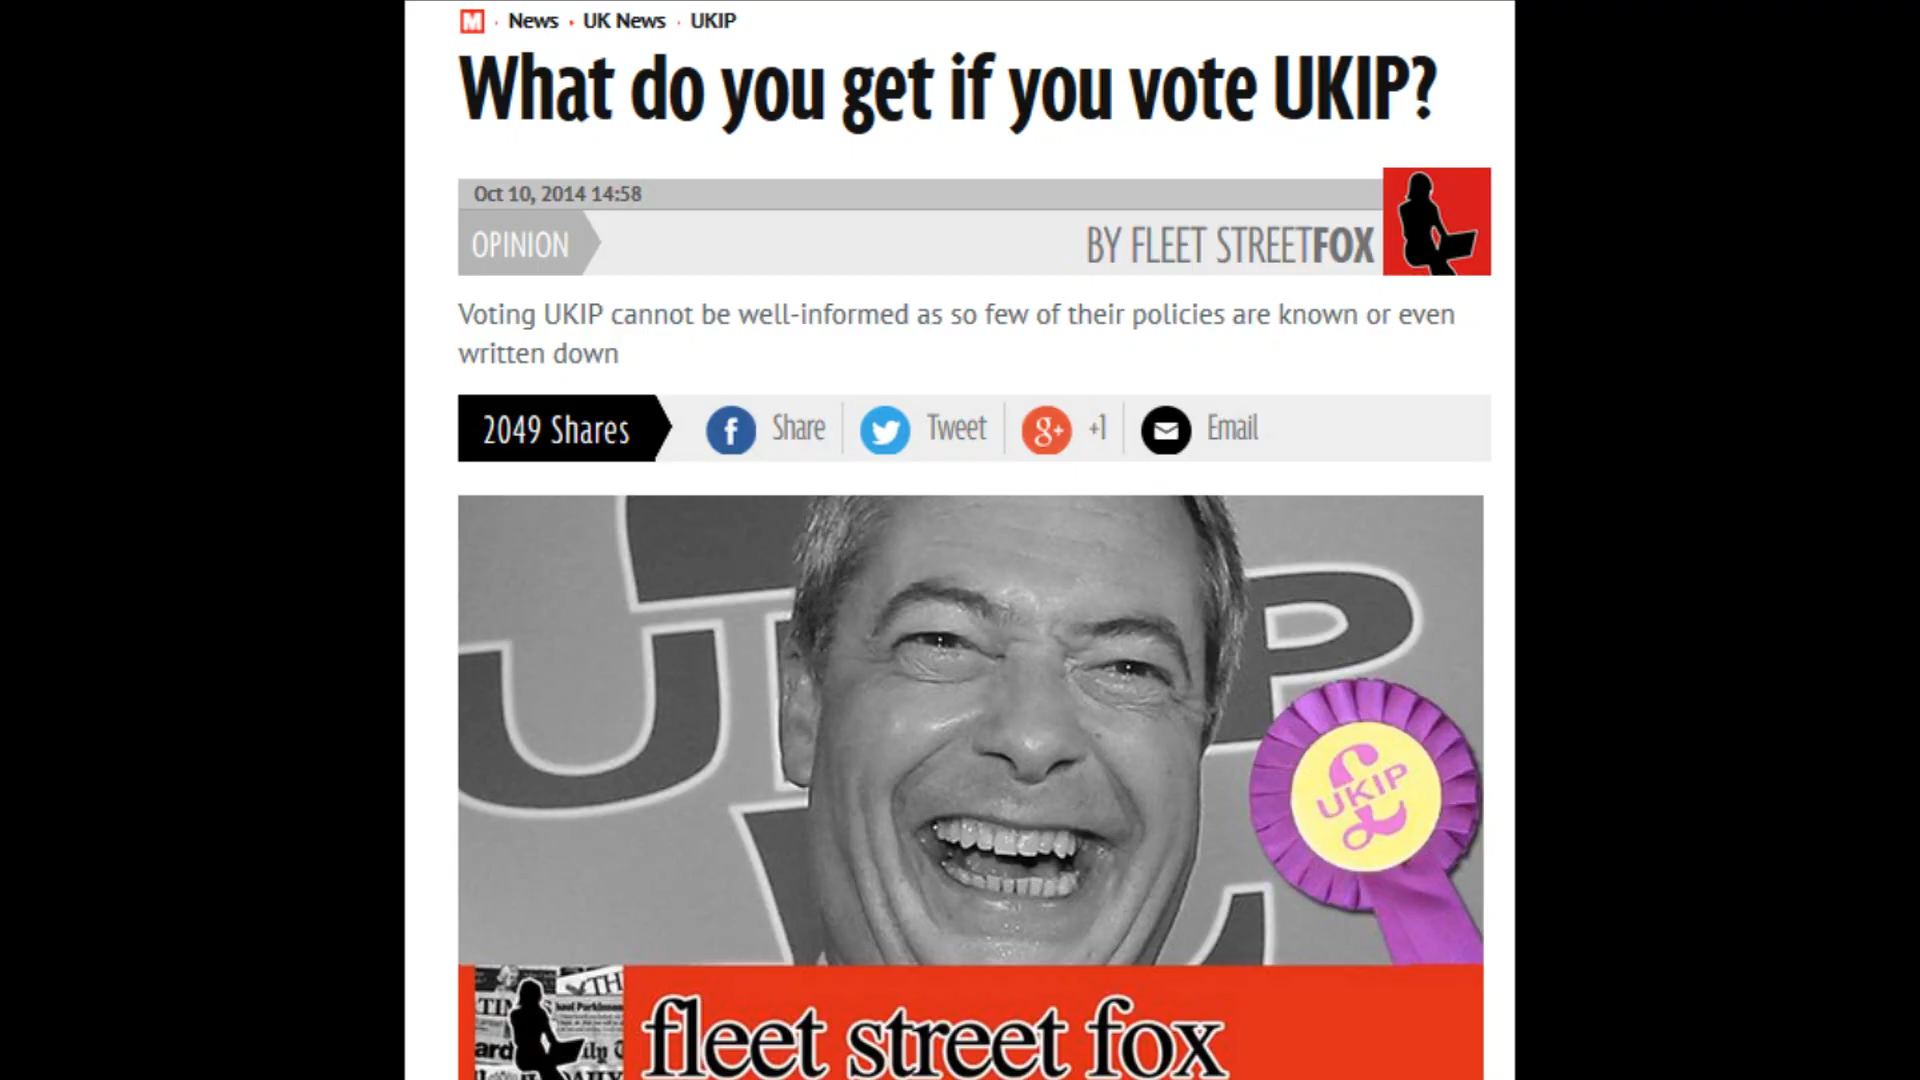 M News UK News UKIP
What do you get if you vote UKIP?
Oct 10, 2014 14:58
OPINION
BY FLEET STREETFOX
Voting UKIP cannot be well-informed as so few of their policies are known or even
written down
2049 Shares
f Share
Tweet
g+ +1
Email
UKIP
fleet street fox